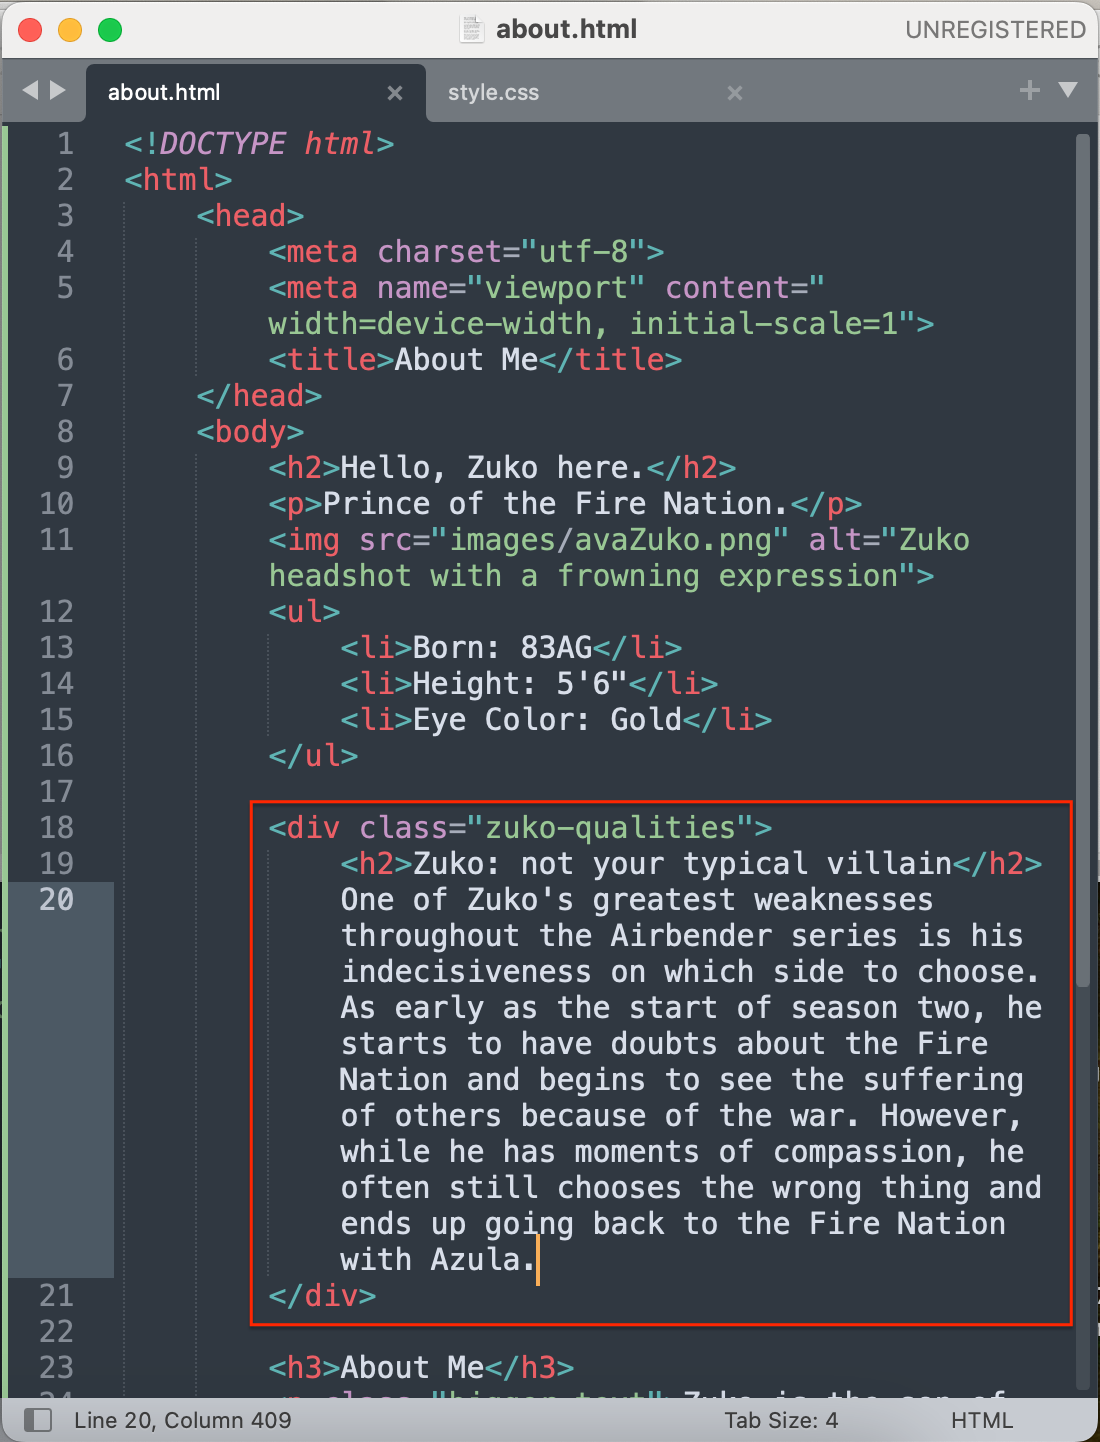 about.html
UNREGISTERED
about.html × style.css ×
1 <!DOCTYPE html>
2 <html>
3 <head>
4 <meta charset="utf-8">
5 <meta name="viewport" content="
width=device-width, initial-scale=1">
6 <title>About Me</title>
7 </head>
8 <body>
9 <h2>Hello, Zuko here.</h2>
10 <p>Prince of the Fire Nation.</p>
11 <img src="images/avaZuko.png" alt="Zuko
headshot with a frowning expression">
12 <ul>
13 <li>Born: 83AG</li>
14 <li>Height: 5'6"</li>
15 <li>Eye Color: Gold</li>
16 </ul>
17
18 <div class="zuko-qualities">
19 <h2>Zuko: not your typical villain</h2>
20 One of Zuko's greatest weaknesses
throughout the Airbender series is his
indecisiveness on which side to choose.
As early as the start of season two, he
starts to have doubts about the Fire
Nation and begins to see the suffering
of others because of the war. However,
while he has moments of compassion, he
often still chooses the wrong thing and
ends up going back to the Fire Nation
with Azula.
21 </div>
22
23 <h3>About Me</h3>
24 <p class="bigger-text">Zuko is the son of
Line 20, Column 409
Tab Size: 4
HTML